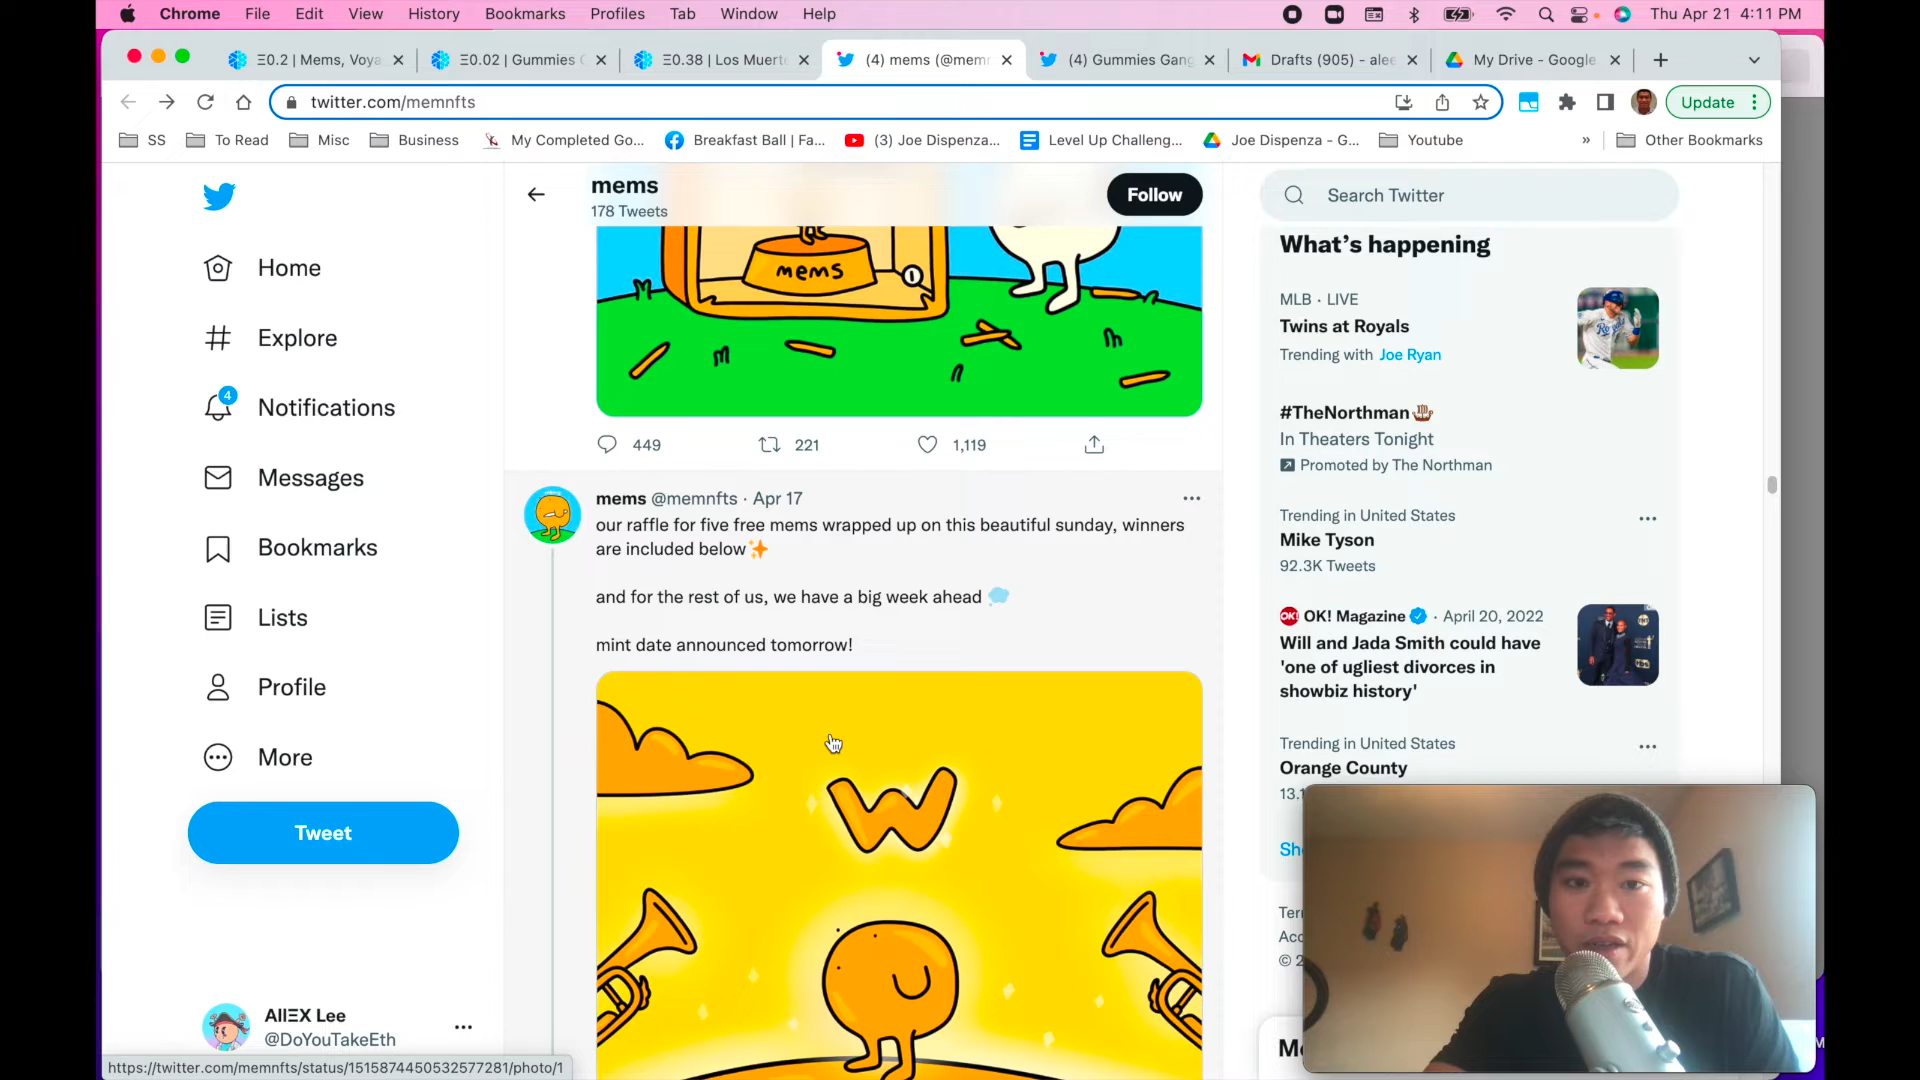 Chrome File Edit View History Bookmarks Profiles Tab Window Help Thu Apr 21 4:11 PM
Ξ0.2 | Mems, Voya
Ξ0.02 | Gummies
Ξ0.38 | Los Muerte
(4) mems (@memn
(4) Gummies Gang
Drafts (905) - alee
My Drive - Google
twitter.com/memnfts
Update
SS To Read Misc Business My Completed Go... Breakfast Ball | Fa... (3) Joe Dispenza... Level Up Challeng... Joe Dispenza - G... Youtube » Other Bookmarks
Home
Explore
4
Notifications
Messages
Bookmarks
Lists
Profile
More
Tweet
AllΞX Lee
@DoYouTakeEth
https://twitter.com/memnfts/status/1515874450532577281/photo/1
mems
178 Tweets
Follow
mems
449 221 1,119
mems @memnfts · Apr 17
our raffle for five free mems wrapped up on this beautiful sunday, winners
are included below✨
and for the rest of us, we have a big week ahead
mint date announced tomorrow!
W
Search Twitter
What's happening
MLB · LIVE
Twins at Royals
Trending with Joe Ryan
Royals
#TheNorthman
In Theaters Tonight
Promoted by The Northman
Trending in United States
Mike Tyson
92.3K Tweets
OK! OK! Magazine · April 20, 2022
Will and Jada Smith could have
'one of ugliest divorces in
showbiz history'
Trending in United States
Orange County